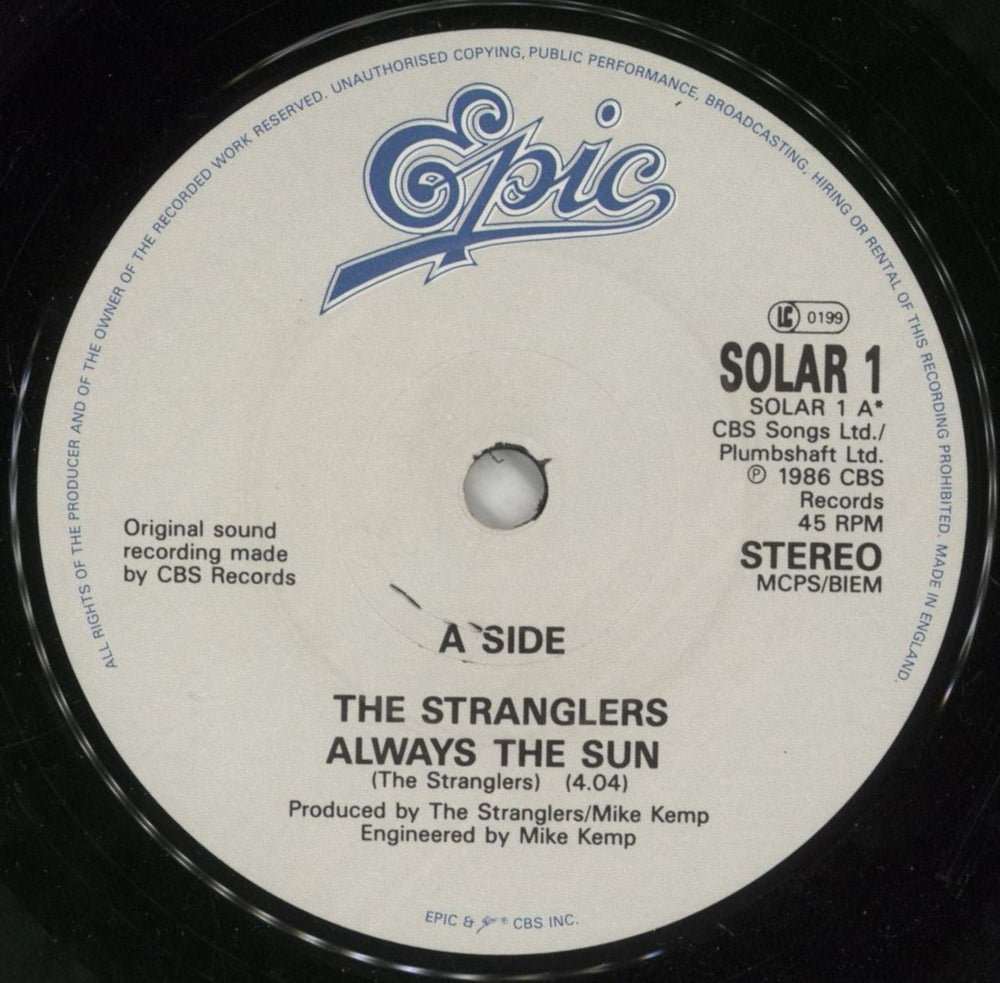 ALL RIGHTS OF THE PRODUCER AND OF THE OWNER OF THE RECORDED WORK RESERVED. UNAUTHORISED COPYING, PUBLIC PERFORMANCE, BROADCASTING, HIRING OR RENTAL OF THIS RECORDING PROHIBITED. MADE IN ENGLAND.
Epic
LC 0199
SOLAR 1
SOLAR 1 A*
CBS Songs Ltd./
Plumbshaft Ltd.
℗ 1986 CBS
Records
45 RPM
STEREO
MCPS/BIEM
Original sound
recording made
by CBS Records
A SIDE
THE STRANGLERS
ALWAYS THE SUN
(The Stranglers) (4.04)
Produced by The Stranglers/Mike Kemp
Engineered by Mike Kemp
EPIC & ® CBS INC.